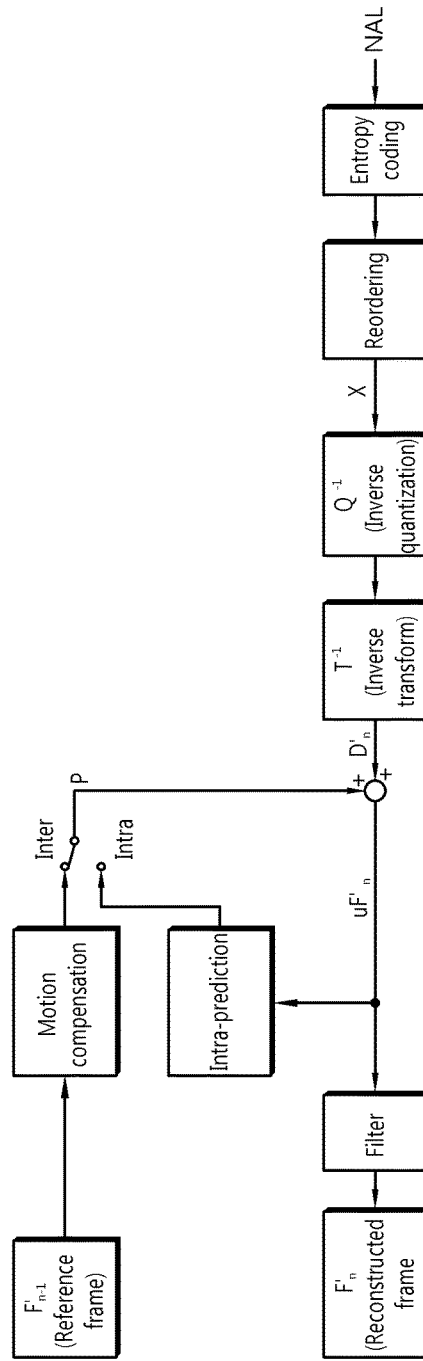 F'n-1
(Reference
frame)
Motion
compensation
Inter
P
Intra
Intra-prediction
F'n
(Reconstructed
frame)
Filter
uF'n
+
+
D'n
T-1
(Inverse
transform)
Q-1
(Inverse
quantization)
X
Reordering
Entropy
coding
NAL